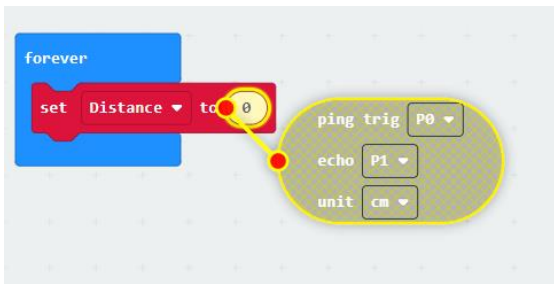 forever
set Distance to 0
ping trig P0
echo P1
unit cm